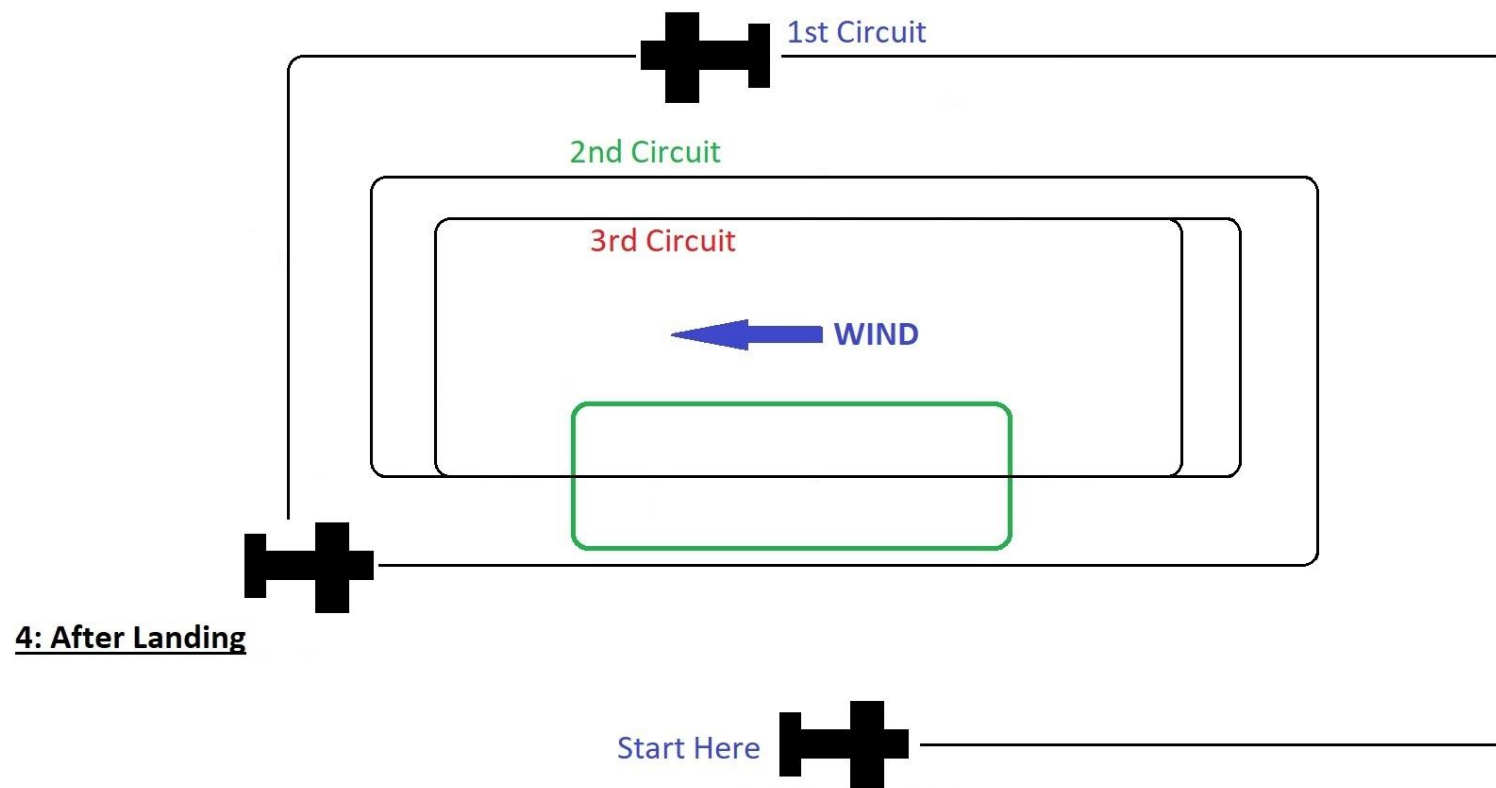 1st Circuit
2nd Circuit
3rd Circuit
WIND
4: After Landing
Start Here